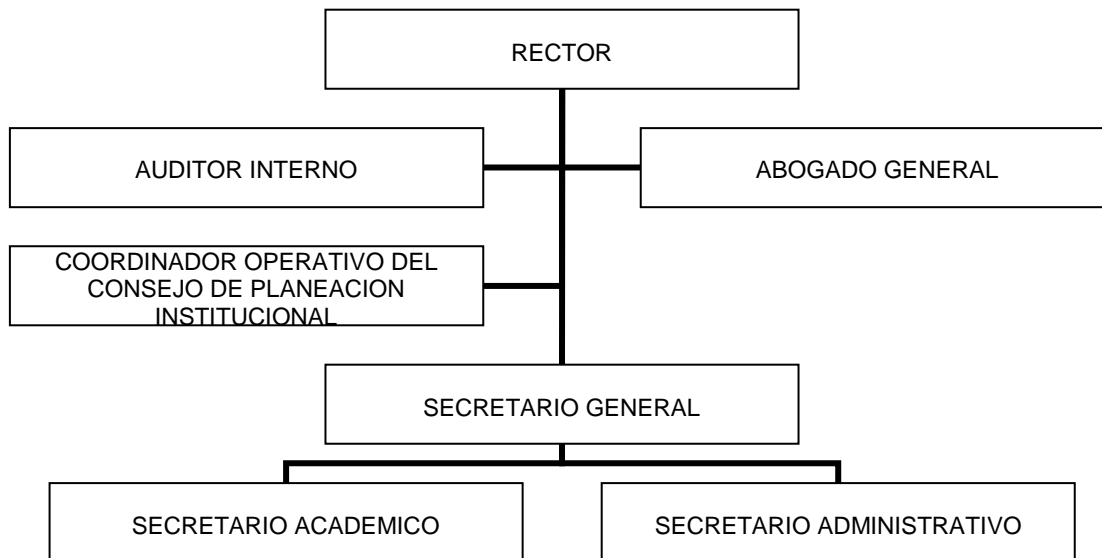 RECTOR
AUDITOR INTERNO
ABOGADO GENERAL
COORDINADOR OPERATIVO DEL
CONSEJO DE PLANEACION
INSTITUCIONAL
SECRETARIO GENERAL
SECRETARIO ACADEMICO
SECRETARIO ADMINISTRATIVO